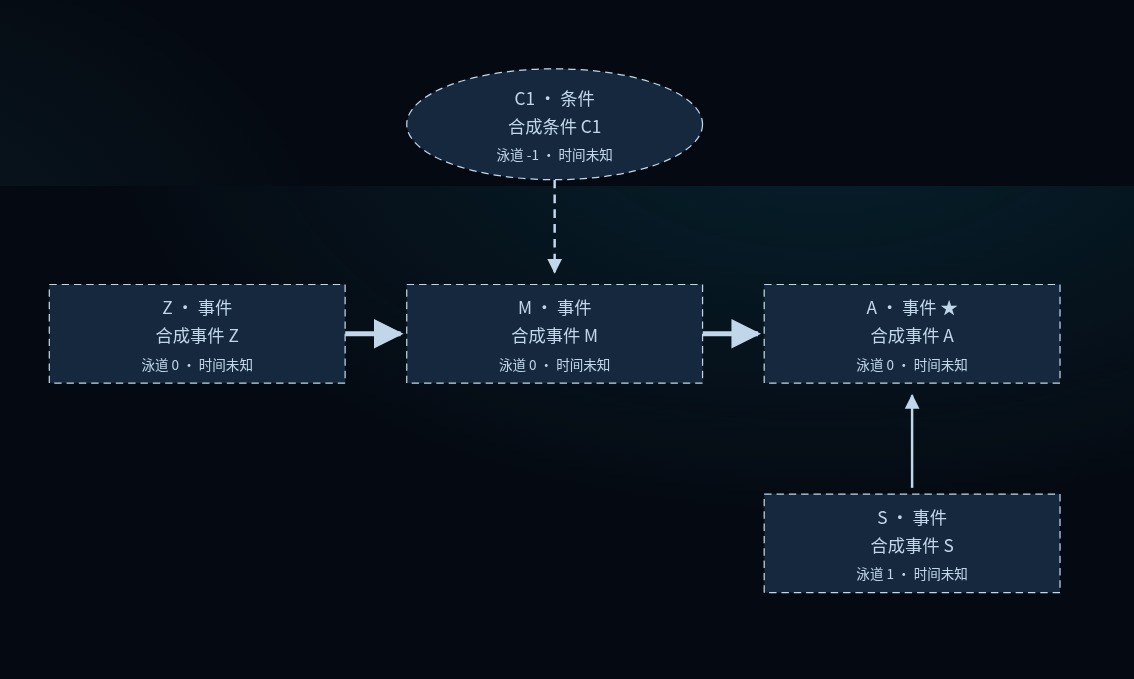 C1 · 条件
合成条件 C1
泳道 -1 · 时间未知
Z · 事件
合成事件 Z
泳道 0 · 时间未知
M · 事件
合成事件 M
泳道 0 · 时间未知
A · 事件 ★
合成事件 A
泳道 0 · 时间未知
S · 事件
合成事件 S
泳道 1 · 时间未知